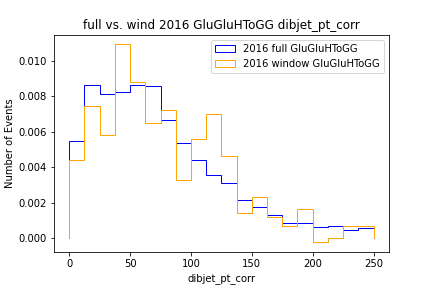 full vs. wind 2016 GluGluHToGG dibjet_pt_corr
2016 full GluGluHToGG
2016 window GluGluHToGG
Number of Events
0.010
0.008
0.006
0.004
0.002
0.000
0 50 100 150 200 250
dibjet_pt_corr